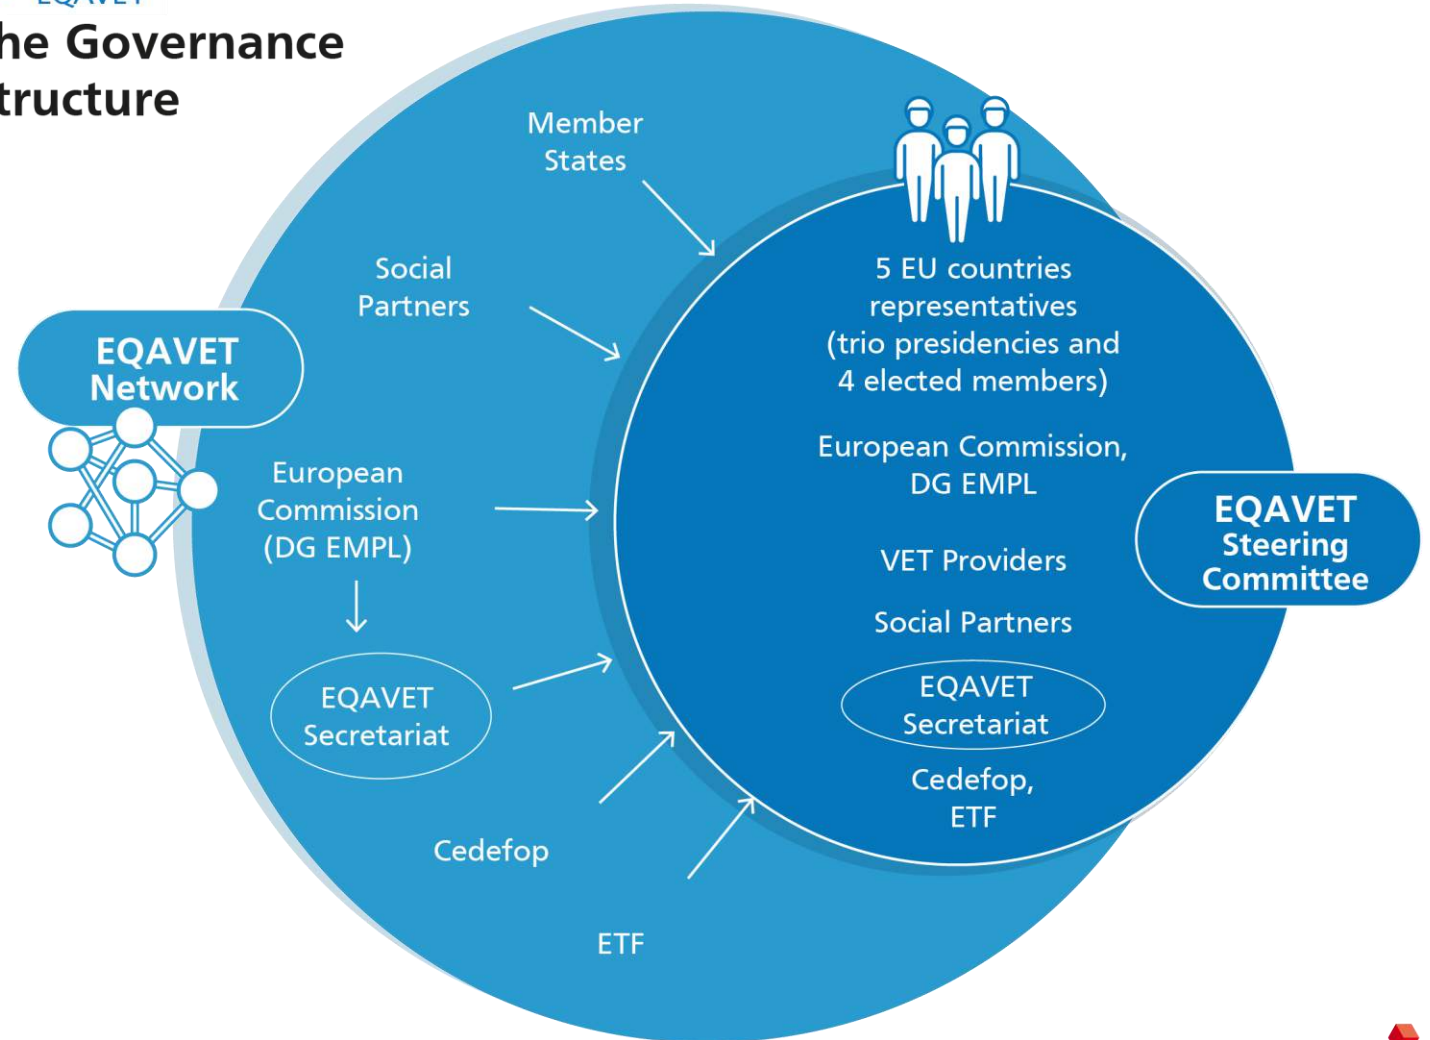 EQAVET
he Governance
tructure
Member
States
Social
Partners
EQAVET
Network
European
Commission
(DG EMPL)
EQAVET
Secretariat
Cedefop
ETF
5 EU countries
representatives
(trio presidencies and
4 elected members)
European Commission,
DG EMPL
VET Providers
Social Partners
EQAVET
Secretariat
Cedefop,
ETF
EQAVET
Steering
Committee